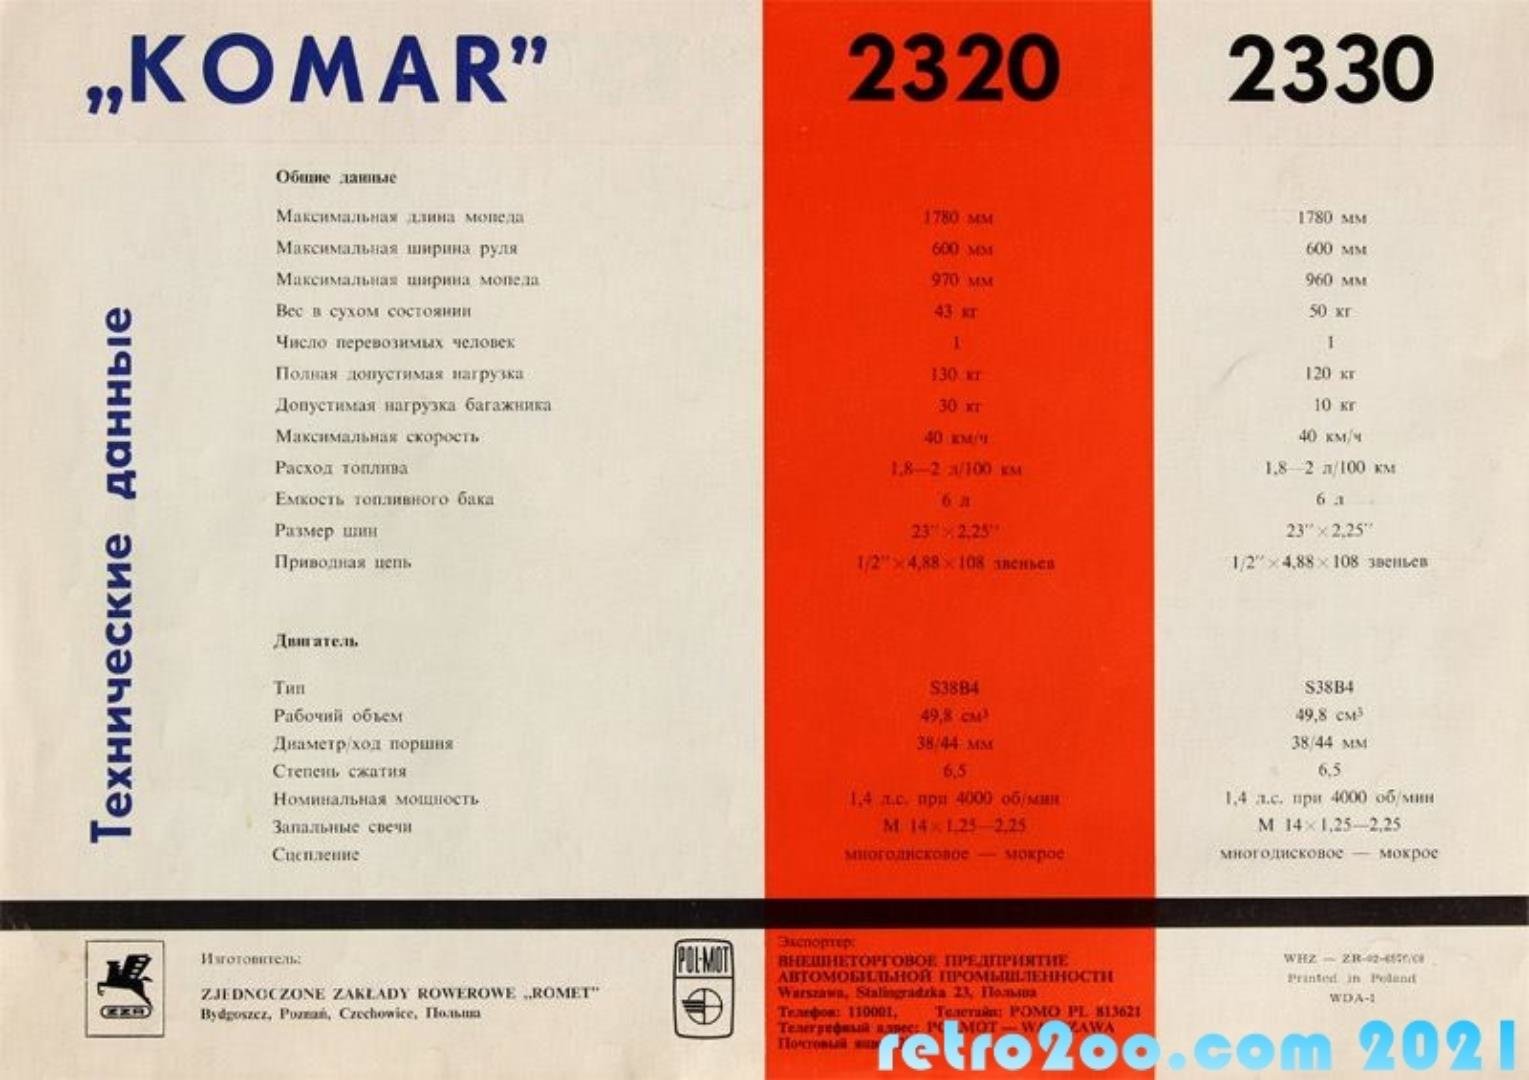 „KOMAR” 2320 2330
Технические данные
Общие данные
Максимальная длина мопеда 1780 мм 1780 мм
Максимальная ширина руля 600 мм 600 мм
Максимальная ширина мопеда 970 мм 960 мм
Вес в сухом состоянии 43 кг 50 кг
Число перевозимых человек 1 1
Полная допустимая нагрузка 130 кг 120 кг
Допустимая нагрузка багажника 30 кг 10 кг
Максимальная скорость 40 км/ч 40 км/ч
Расход топлива 1,8—2 л/100 км 1,8—2 л/100 км
Емкость топливного бака 6 л 6 л
Размер шин 23″×2,25″ 23″×2,25″
Приводная цепь 1/2″×4,88×108 звеньев 1/2″×4,88×108 звеньев
Двигатель
Тип S38B4 S38B4
Рабочий объем 49,8 см³ 49,8 см³
Диаметр/ход поршня 38/44 мм 38/44 мм
Степень сжатия 6,5 6,5
Номинальная мощность 1,4 л.с. при 4000 об/мин 1,4 л.с. при 4000 об/мин
Запальные свечи М 14×1,25—2,25 М 14×1,25—2,25
Сцепление многодисковое — мокрое многодисковое — мокрое
ZZR
Изготовитель:
ZJEDNOCZONE ZAKŁADY ROWEROWE „ROMET”
Bydgoszcz, Poznań, Czechowice, Польша
POL-MOT
Экспортер:
ВНЕШНЕТОРГОВОЕ ПРЕДПРИЯТИЕ
АВТОМОБИЛЬНОЙ ПРОМЫШЛЕННОСТИ
Warszawa, Stalingradzka 23, Польша
Телефон: 110001, Телетайп: POMO PL 813621
Телеграфный адрес: POLMOT — WARSZAWA
Почтовый
WHZ —
Printed in Poland
WDA-1
retro2oo.com 2021